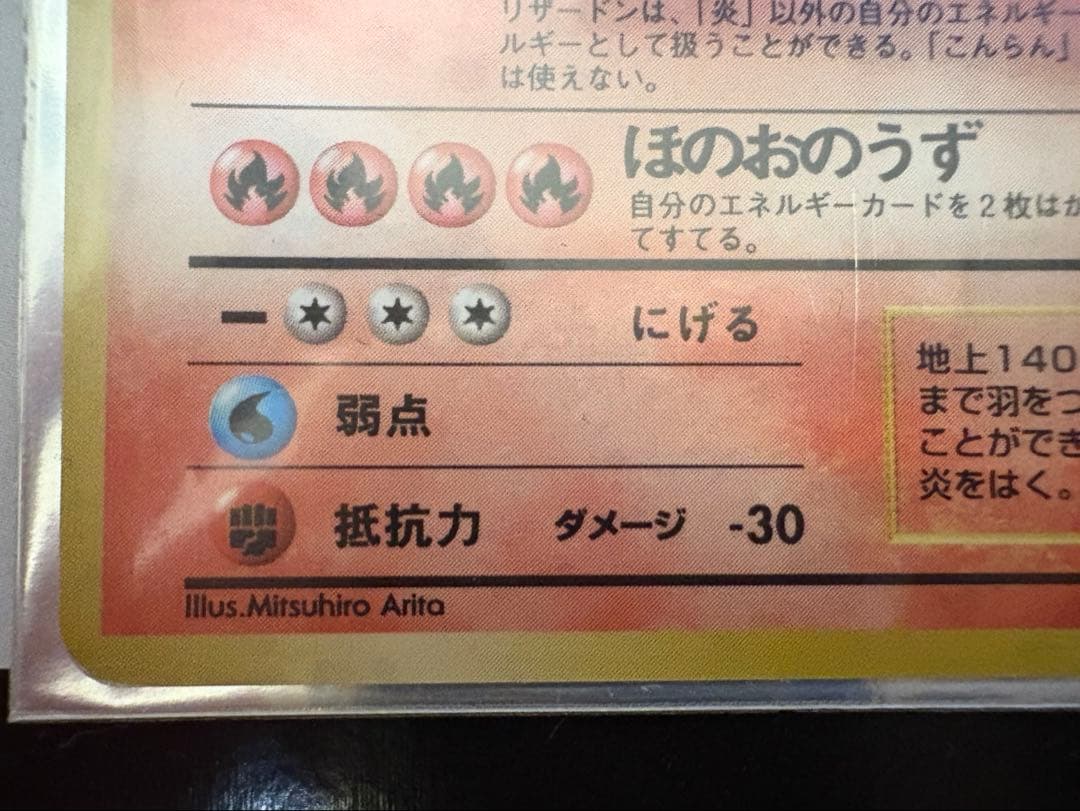 リザードンは、「炎」以外の自分のエネルギー
ルギーとして扱うことができる。「こんらん」
は使えない。
ほのおのうず
自分のエネルギーカードを2枚はが
てすてる。
にげる
弱点
抵抗力 ダメージ -30
地上140
まで羽をつ
ことができ
炎をはく。
Illus.Mitsuhiro Arita